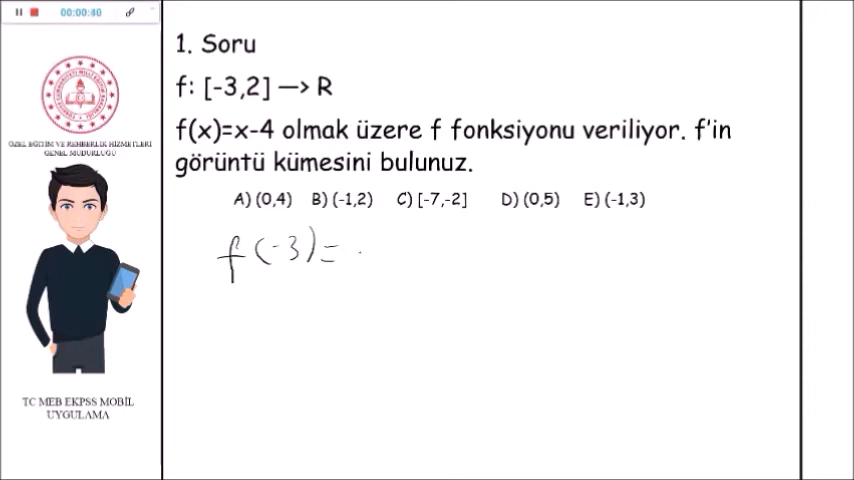 00:00:40
1. Soru
f: [-3,2] —> R
f(x)=x-4 olmak üzere f fonksiyonu veriliyor. f'in
görüntü kümesini bulunuz.
A) (0,4) B) (-1,2) C) [-7,-2] D) (0,5) E) (-1,3)
f(-3)=
ÖZEL EĞİTİM VE REHBERLİK HİZMETLERİ
GENEL MÜDÜRLÜĞÜ
TC MEB EKPSS MOBİL
UYGULAMA